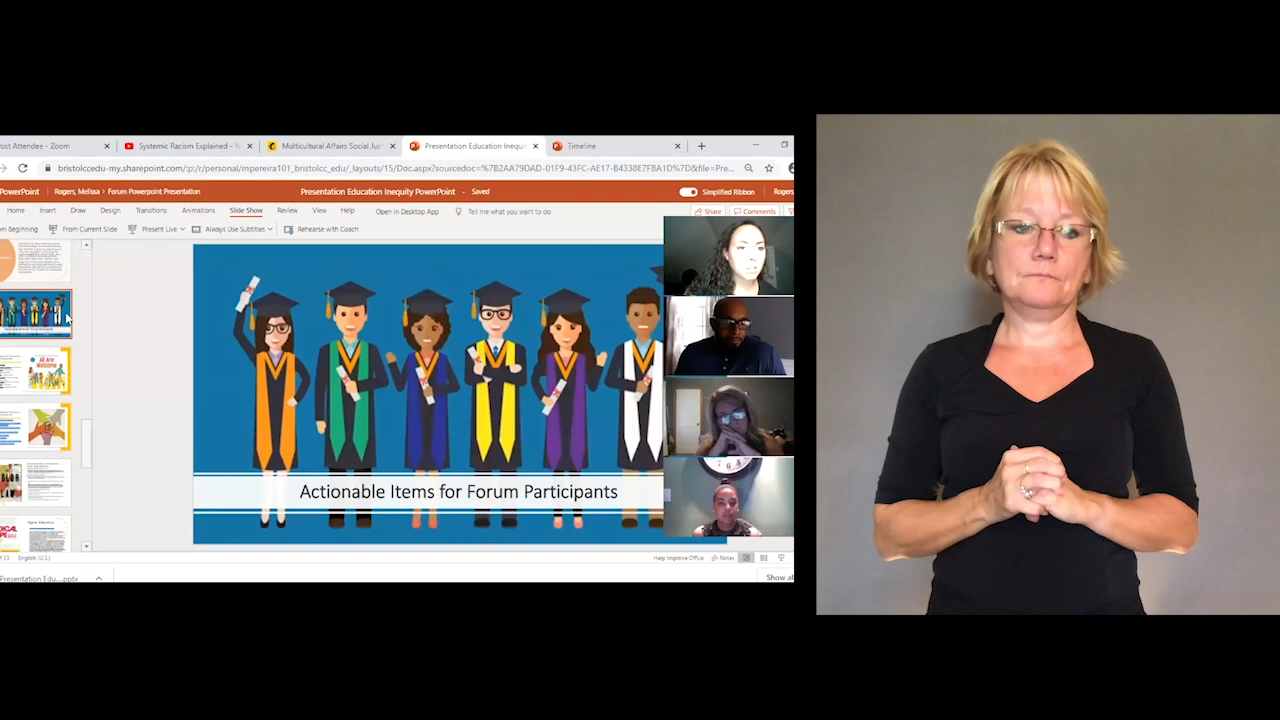 ost Attendee - Zoom
Systemic Racism Explained -
Multicultural Affairs Social Jus
Presentation Education Inequi
Timeline
bristolccedu-my.sharepoint.com/:p:/r/personal/mpereira101_bristolcc_edu/_layouts/15/Doc.aspx?sourcedoc=%7B2AA79DAD-01F9-43FC-AE17-B4338E7FBA1D%7D&file=Pre...
PowerPoint
Rogers, Melissa > Forum Powerpoint Presentation
Presentation Education Inequity PowerPoint - Saved
Simplified Ribbon
Rogers
Home Insert Draw Design Transitions Animations Slide Show Review View Help Open in Desktop App Tell me what you want to do
Share
Comments
om Beginning From Current Slide Present Live Always Use Subtitles Rehearse with Coach
All Are
Welcome
Actionable Items for Forum Participants
English (U.S.)
Help Improve Office Notes
Presentation Edu....pptx
Show al